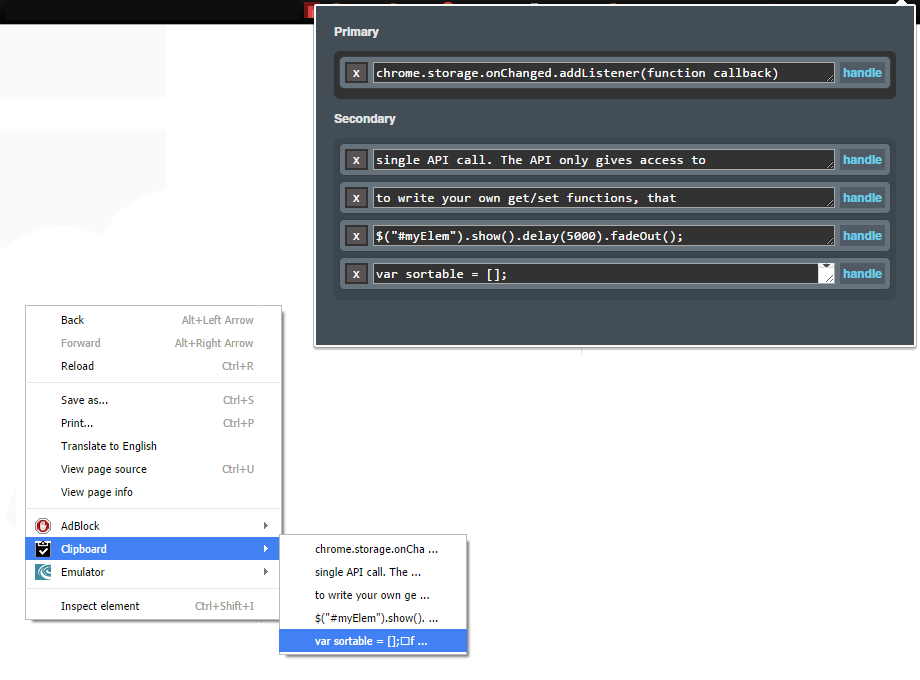 Primary
x chrome.storage.onChanged.addListener(function callback) handle
Secondary
x single API call. The API only gives access to handle
x to write your own get/set functions, that handle
x $("#myElem").show().delay(5000).fadeOut(); handle
x var sortable = []; handle
Back Alt+Left Arrow
Forward Alt+Right Arrow
Reload Ctrl+R
Save as... Ctrl+S
Print... Ctrl+P
Translate to English
View page source Ctrl+U
View page info
AdBlock
Clipboard
Emulator
Inspect element Ctrl+Shift+I
chrome.storage.onCha ...
single API call. The ...
to write your own ge ...
$("#myElem").show(). ...
var sortable = [];□f ...